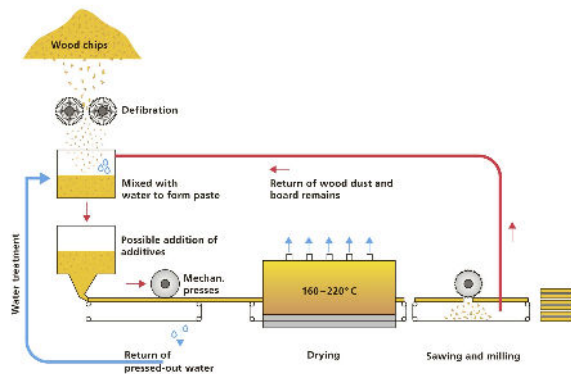 Wood chips
Defibration
Mixed with
water to form paste
Return of wood dust and
board remains
Possible addition of
additives
Mechan.
presses
160–220° C
Water treatment
Return of
pressed-out water
Drying
Sawing and milling